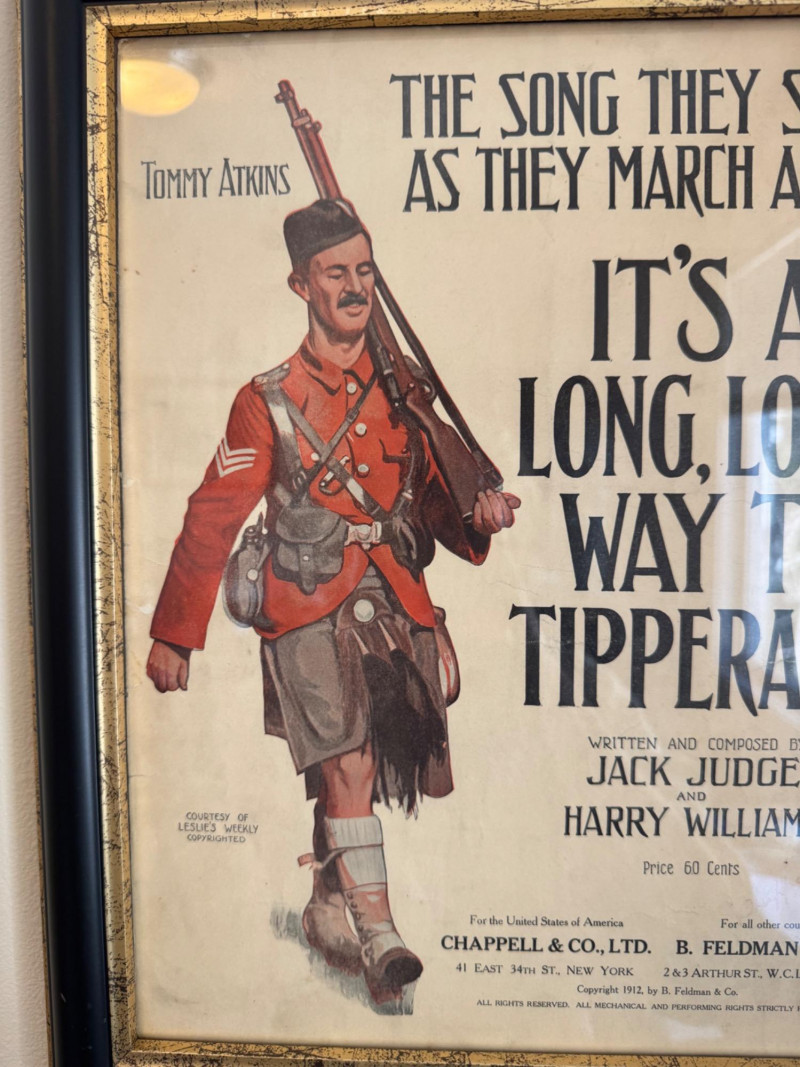 THE SONG THEY S
AS THEY MARCH A
TOMMY ATKINS
IT'S A
LONG, LO
WAY T
TIPPERA
WRITTEN AND COMPOSED BY
JACK JUDGE
AND
HARRY WILLIAM
Price 60 Cents
COURTESY OF
LESLIE'S WEEKLY
COPYRIGHTED
For the United States of America
CHAPPELL & CO., LTD.
41 EAST 34TH ST., NEW YORK
For all other cou
B. FELDMAN
2 & 3 ARTHUR ST., W.C.L
Copyright 1912, by B. Feldman & Co.
ALL RIGHTS RESERVED. ALL MECHANICAL AND PERFORMING RIGHTS STRICTLY